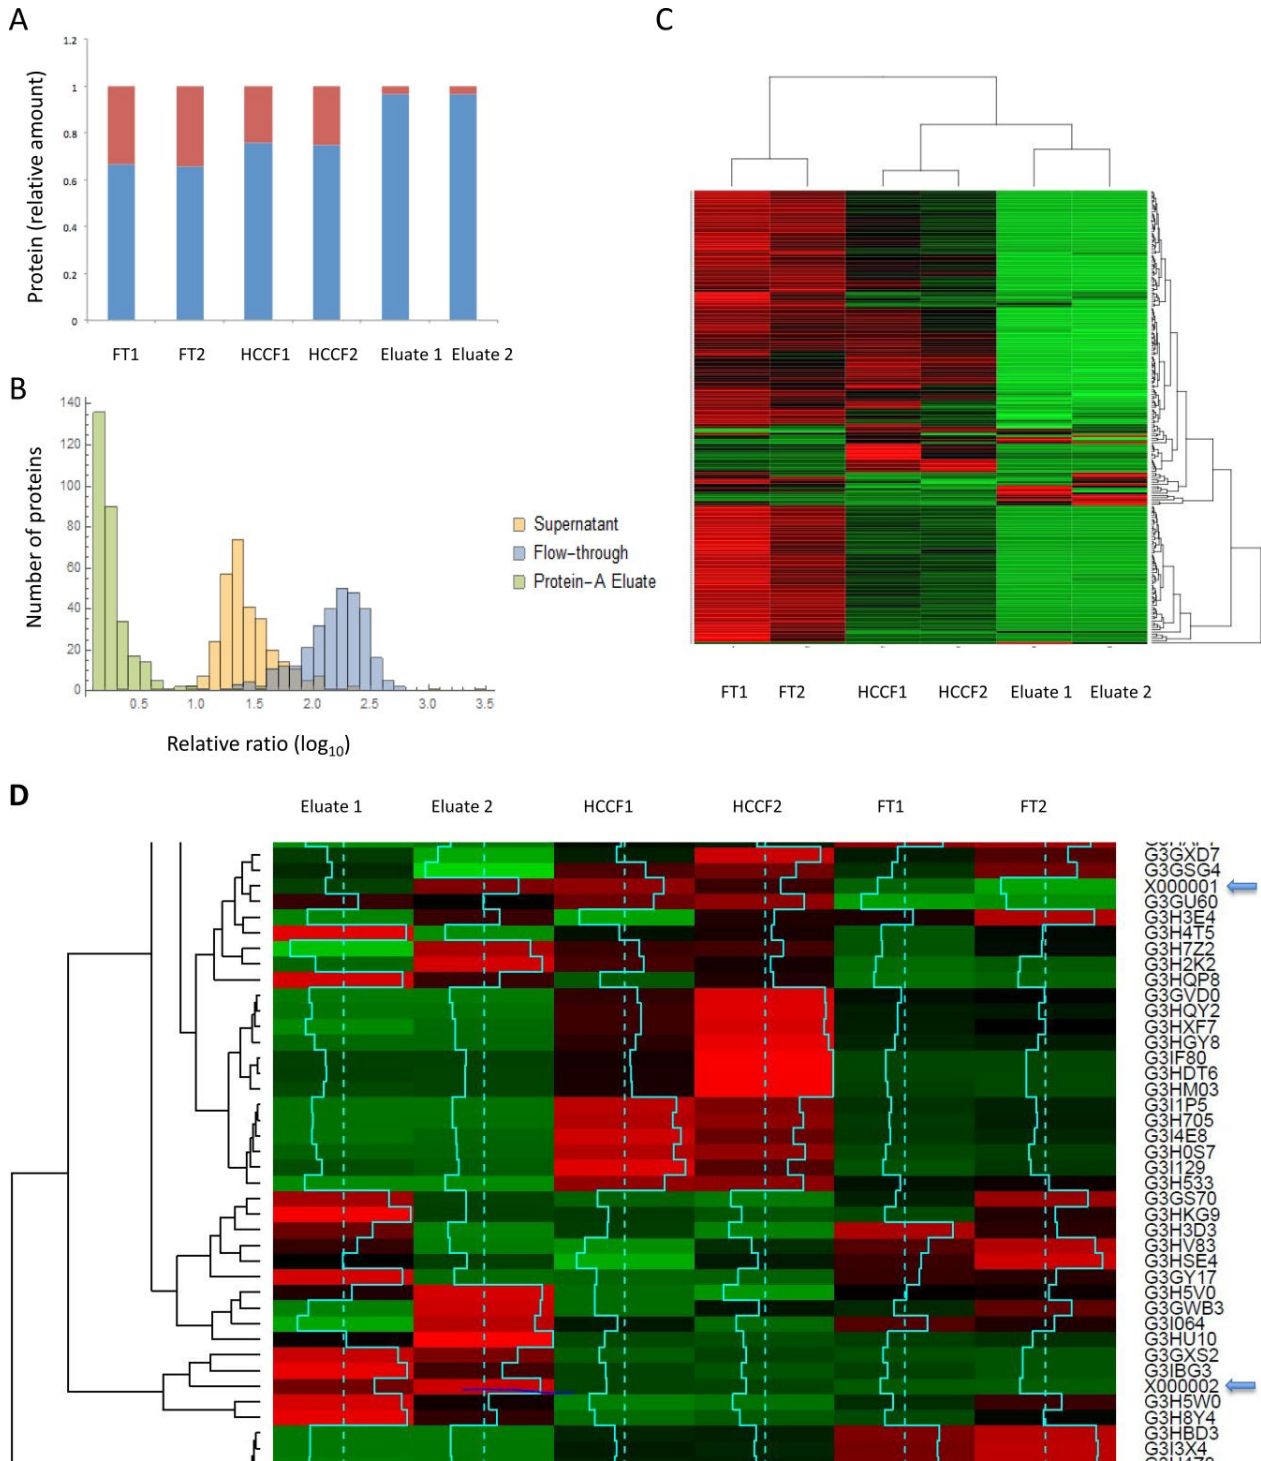 A
Protein (relative amount)
1.2
1
0.8
0.6
0.4
0.2
0
FT1 FT2 HCCF1 HCCF2 Eluate 1 Eluate 2
B
Number of proteins
140
120
100
80
60
40
20
0
0.5 1.0 1.5 2.0 2.5 3.0 3.5
Relative ratio (log10)
Supernatant
Flow-through
Protein-A Eluate
C
FT1 FT2 HCCF1 HCCF2 Eluate 1 Eluate 2
D
Eluate 1 Eluate 2 HCCF1 HCCF2 FT1 FT2
G3GXD7
G3GSG4
X000001
G3GU60
G3H3E4
G3H4T5
G3H7Z2
G3H2K2
G3HQP8
G3GVD0
G3HQY2
G3HXF7
G3HGY8
G3IF80
G3HDT6
G3HM03
G3I1P5
G3H705
G3I4E8
G3H0S7
G3I129
G3H533
G3GS70
G3HKG9
G3H3D3
G3HV83
G3HSE4
G3GY17
G3H5V0
G3GWB3
G3I064
G3HU10
G3GXS2
G3IBG3
X000002
G3H5W0
G3H8Y4
G3HBD3
G3I3X4